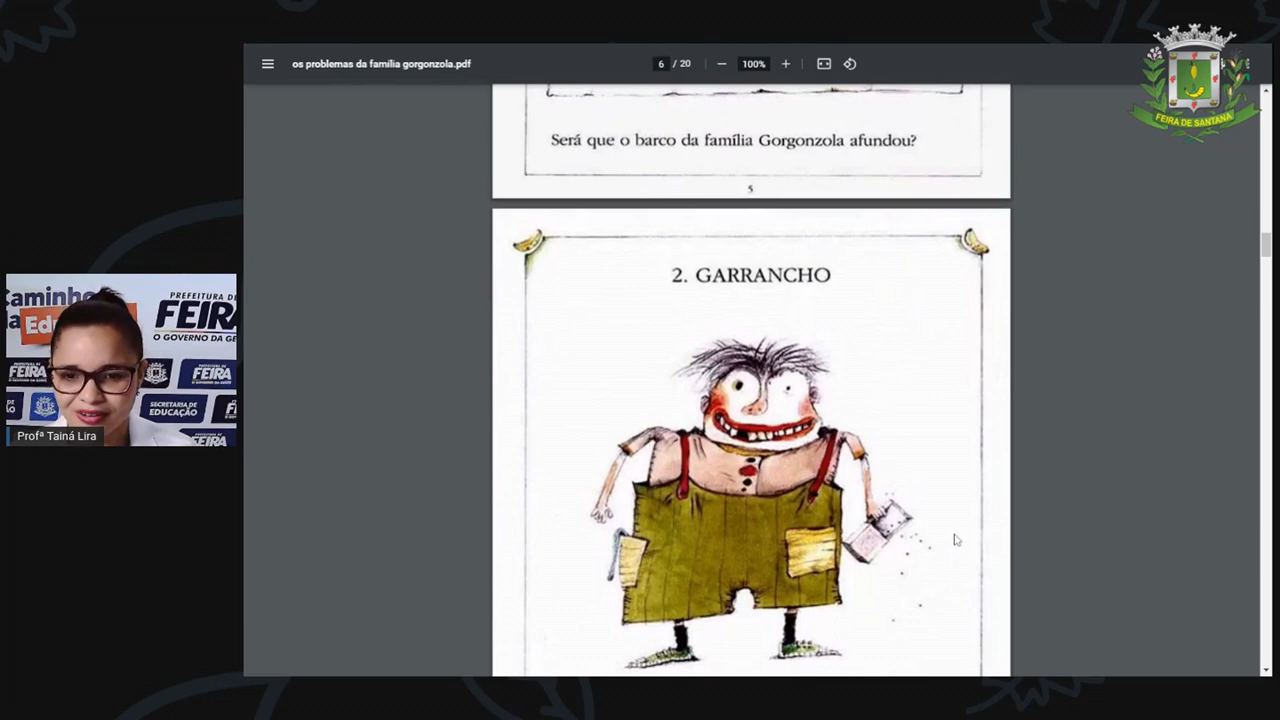 os problemas da família gorgonzola.pdf
6 / 20
100%
FEIRA DE SANTANA
Será que o barco da família Gorgonzola afundou?
5
2. GARRANCHO
Caminho
da Edu
PREFEITURA DE
FEIRA
O GOVERNO DA GE
FEIRA
FEIRA
SECRETARIA DE
EDUCAÇÃO
FEIRA
Profª Tainá Lira